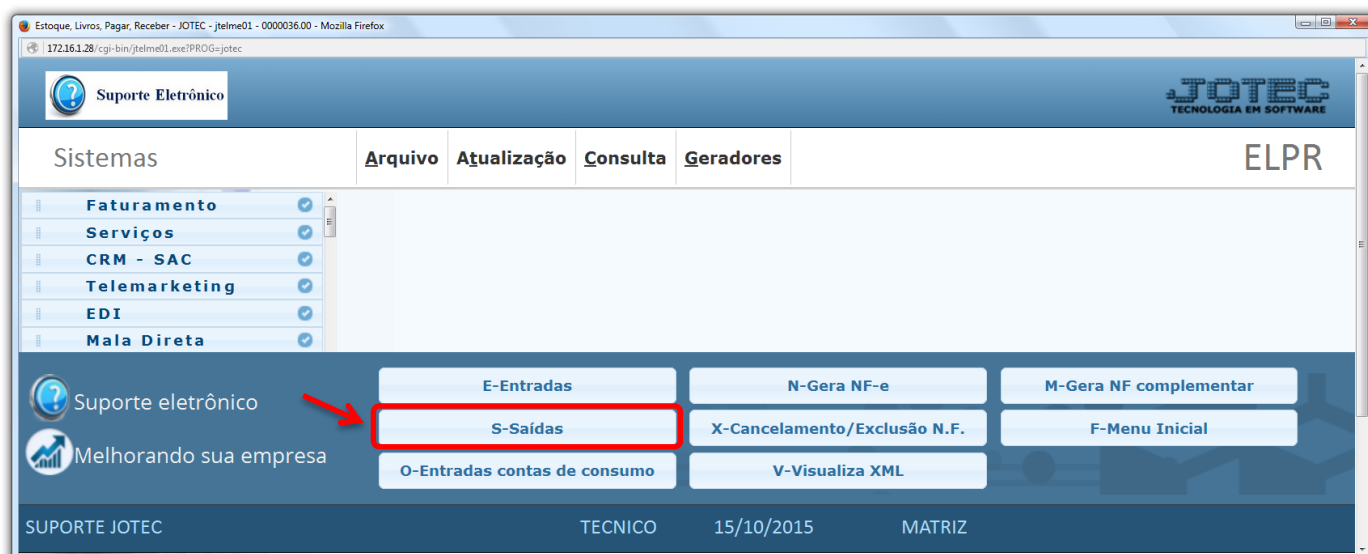 Estoque, Livros, Pagar, Receber - JOTEC - jtelme01 - 0000036.00 - Mozilla Firefox
172.16.1.28/cgi-bin/jtelme01.exe?PROG=jotec
Suporte Eletrônico
JOTEC
TECNOLOGIA EM SOFTWARE
Sistemas
Arquivo Atualização Consulta Geradores
ELPR
Faturamento
Serviços
CRM - SAC
Telemarketing
EDI
Mala Direta
Suporte eletrônico
Melhorando sua empresa
E-Entradas N-Gera NF-e M-Gera NF complementar
S-Saídas X-Cancelamento/Exclusão N.F. F-Menu Inicial
O-Entradas contas de consumo V-Visualiza XML
SUPORTE JOTEC TECNICO 15/10/2015 MATRIZ